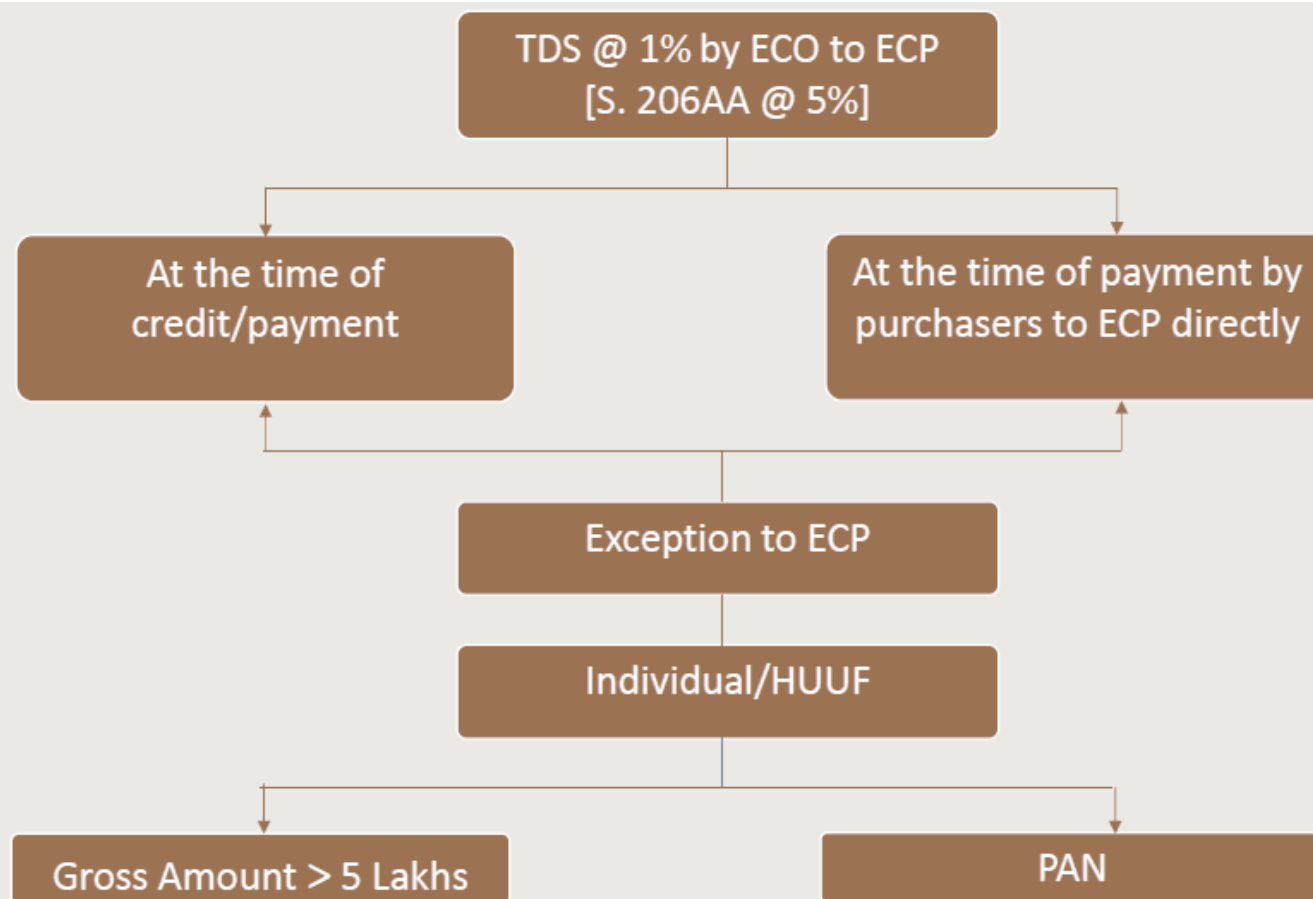 TDS @ 1% by ECO to ECP
[S. 206AA @ 5%]
At the time of
credit/payment
At the time of payment by
purchasers to ECP directly
Exception to ECP
Individual/HUUF
Gross Amount > 5 Lakhs
PAN